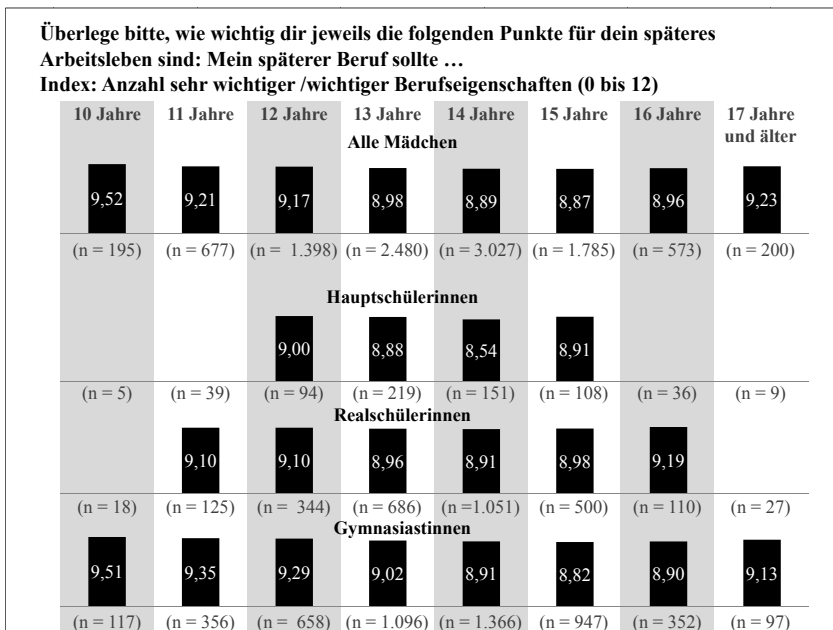 Überlege bitte, wie wichtig dir jeweils die folgenden Punkte für dein späteres
Arbeitsleben sind: Mein späterer Beruf sollte …
Index: Anzahl sehr wichtiger /wichtiger Berufseigenschaften (0 bis 12)
10 Jahre 11 Jahre 12 Jahre 13 Jahre 14 Jahre 15 Jahre 16 Jahre 17 Jahre
und älter
Alle Mädchen
9,52 9,21 9,17 8,98 8,89 8,87 8,96 9,23
(n = 195) (n = 677) (n = 1.398) (n = 2.480) (n = 3.027) (n = 1.785) (n = 573) (n = 200)
Hauptschülerinnen
9,00 8,88 8,54 8,91
(n = 5) (n = 39) (n = 94) (n = 219) (n = 151) (n = 108) (n = 36) (n = 9)
Realschülerinnen
9,10 9,10 8,96 8,91 8,98 9,19
(n = 18) (n = 125) (n = 344) (n = 686) (n =1.051) (n = 500) (n = 110) (n = 27)
Gymnasiastinnen
9,51 9,35 9,29 9,02 8,91 8,82 8,90 9,13
(n = 117) (n = 356) (n = 658) (n = 1.096) (n = 1.366) (n = 947) (n = 352) (n = 97)